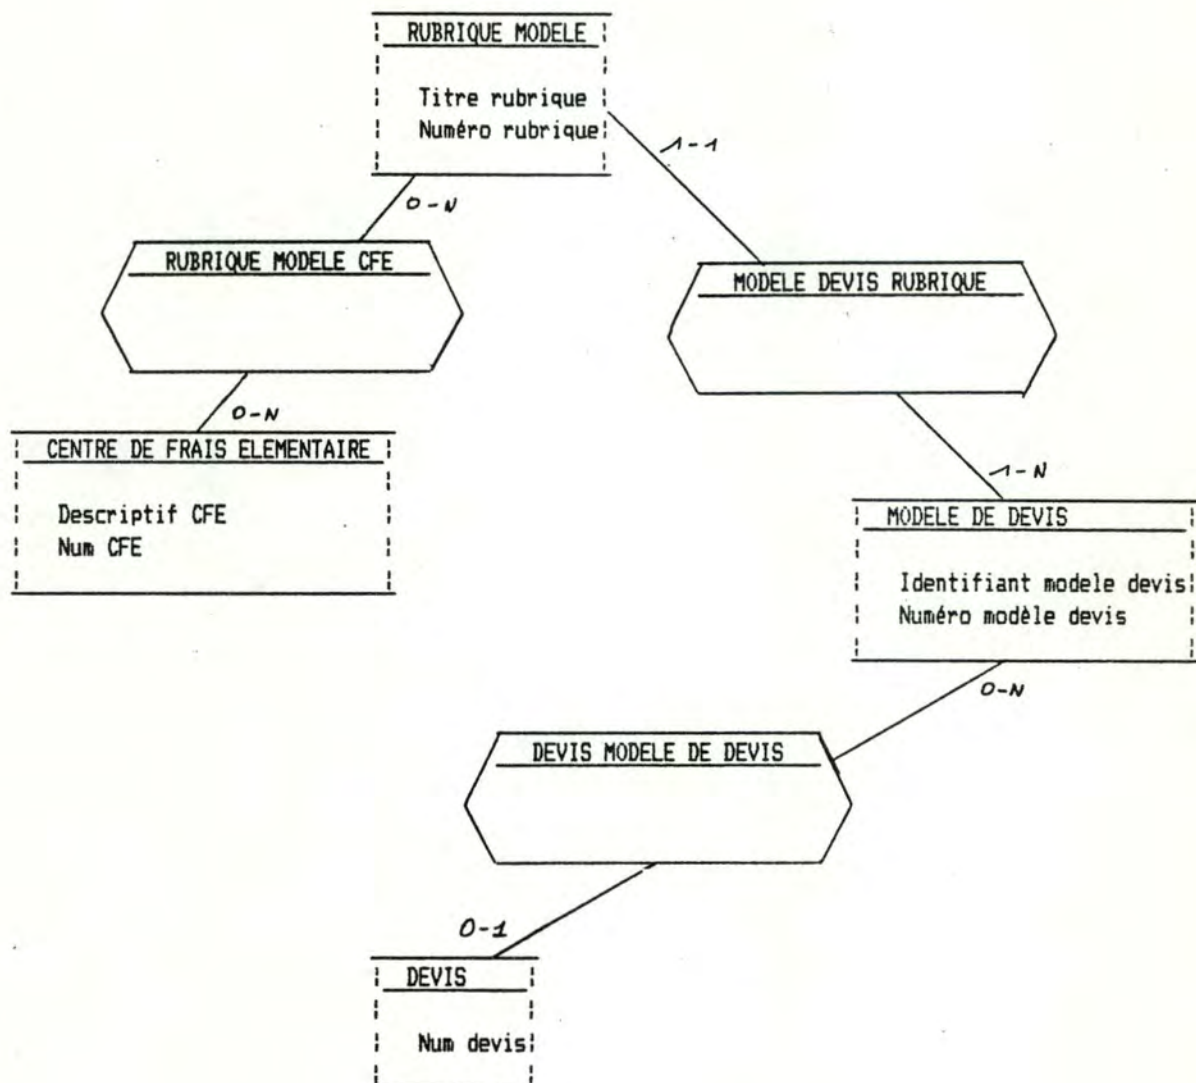 RUBRIQUE MODELE
Titre rubrique
Numéro rubrique
1-1
0-N
RUBRIQUE MODELE CFE
MODELE DEVIS RUBRIQUE
0-N
CENTRE DE FRAIS ELEMENTAIRE
Descriptif CFE
Num CFE
1-N
MODELE DE DEVIS
Identifiant modele devis
Numéro modèle devis
0-N
DEVIS MODELE DE DEVIS
0-1
DEVIS
Num devis